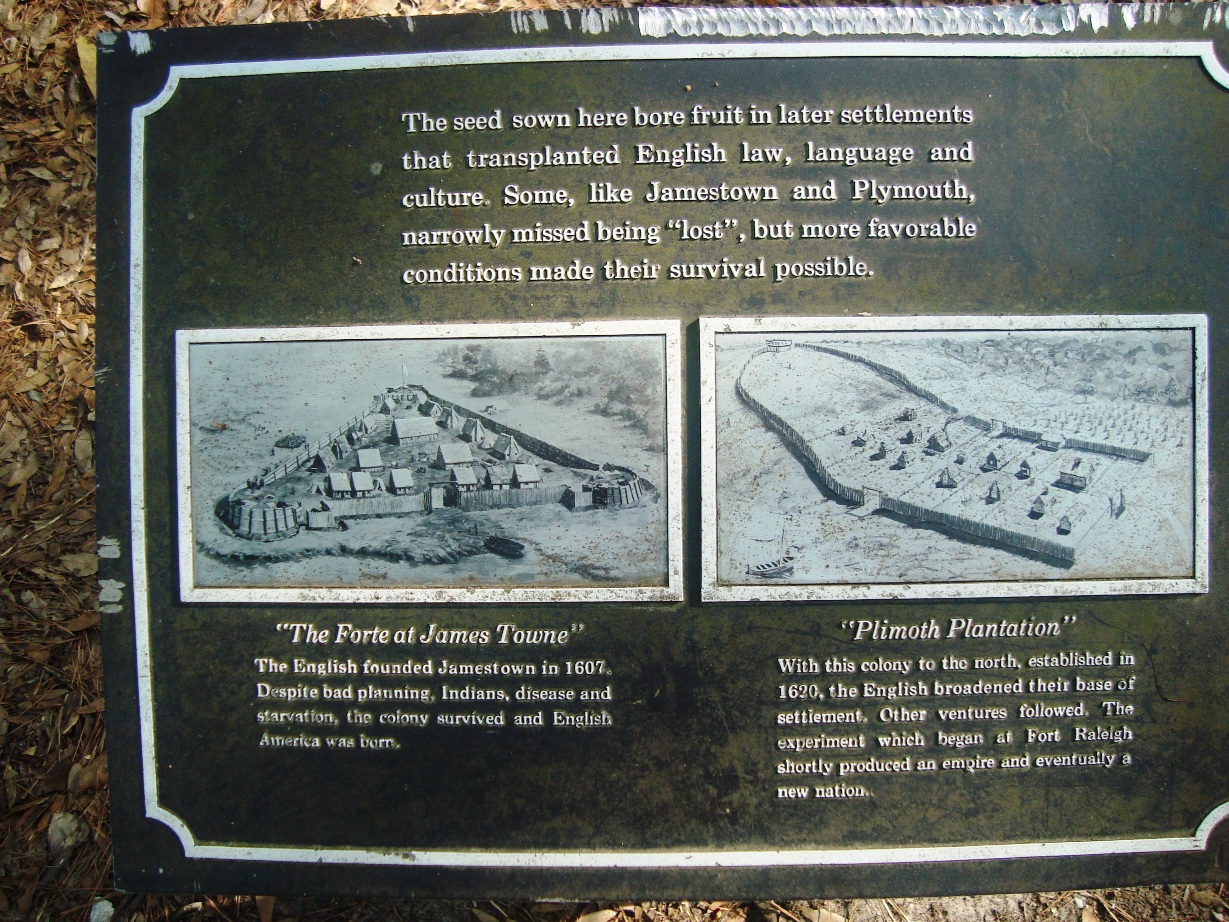 The seed sown here bore fruit in later settlements
that transplanted English law, language and
culture. Some, like Jamestown and Plymouth,
narrowly missed being "lost", but more favorable
conditions made their survival possible.
"The Forte at James Towne"
The English founded Jamestown in 1607.
Despite bad planning, Indians, disease and
starvation, the colony survived and English
America was born.
"Plimoth Plantation"
With this colony to the north, established in
1620, the English broadened their base of
settlement. Other ventures followed. The
experiment which began at Fort Raleigh
shortly produced an empire and eventually a
new nation.